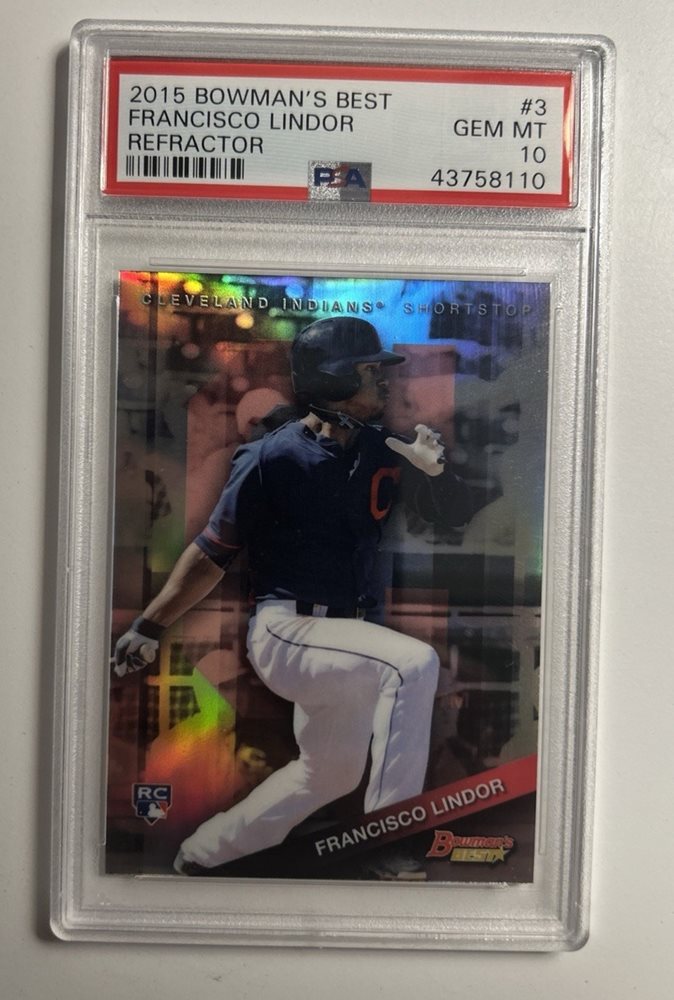 2015 BOWMAN'S BEST #3
FRANCISCO LINDOR GEM MT
REFRACTOR 10
PSA 43758110
CLEVELAND INDIANS® SHORTSTOP
C
RC
FRANCISCO LINDOR
Bowman's
BEST